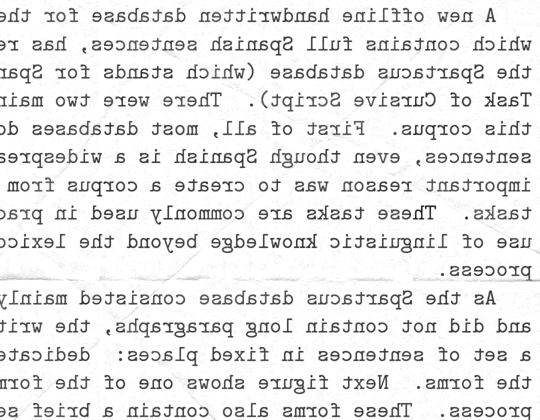 A new offline handwritten database for the
which contains full Spanish sentences, has re
the Spartacus database (which stands for Span
Task of Cursive Script). There were two main
this corpus. First of all, most databases do
sentences, even though Spanish is a widesprea
important reason was to create a corpus from
tasks. These tasks are commonly used in prac
use of linguistic knowledge beyond the lexico
process.
As the Spartacus database consisted mainly
and did not contain long paragraphs, the writ
a set of sentences in fixed places: dedicate
the forms. Next figure shows one of the form
process. These forms also contain a brief se